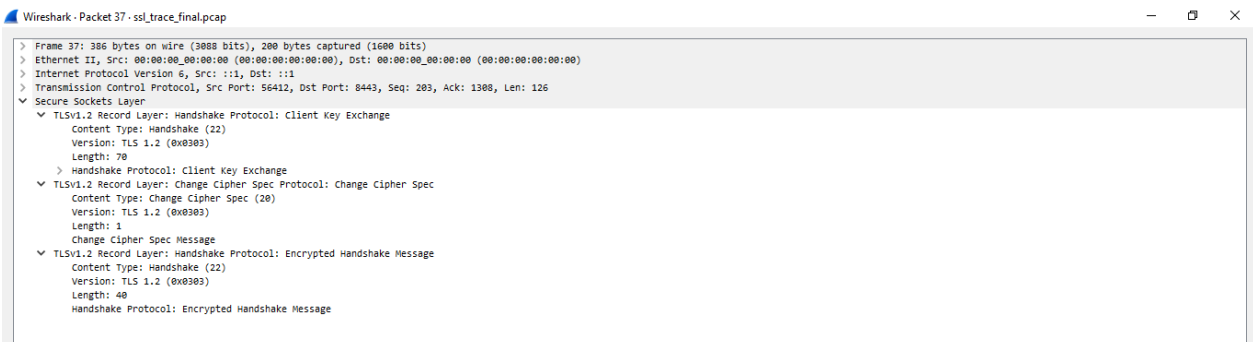 Wireshark · Packet 37 · ssl_trace_final.pcap
Frame 37: 386 bytes on wire (3088 bits), 200 bytes captured (1600 bits)
Ethernet II, Src: 00:00:00_00:00:00 (00:00:00:00:00:00), Dst: 00:00:00_00:00:00 (00:00:00:00:00:00)
Internet Protocol Version 6, Src: ::1, Dst: ::1
Transmission Control Protocol, Src Port: 56412, Dst Port: 8443, Seq: 203, Ack: 1308, Len: 126
Secure Sockets Layer
TLSv1.2 Record Layer: Handshake Protocol: Client Key Exchange
Content Type: Handshake (22)
Version: TLS 1.2 (0x0303)
Length: 70
Handshake Protocol: Client Key Exchange
TLSv1.2 Record Layer: Change Cipher Spec Protocol: Change Cipher Spec
Content Type: Change Cipher Spec (20)
Version: TLS 1.2 (0x0303)
Length: 1
Change Cipher Spec Message
TLSv1.2 Record Layer: Handshake Protocol: Encrypted Handshake Message
Content Type: Handshake (22)
Version: TLS 1.2 (0x0303)
Length: 40
Handshake Protocol: Encrypted Handshake Message